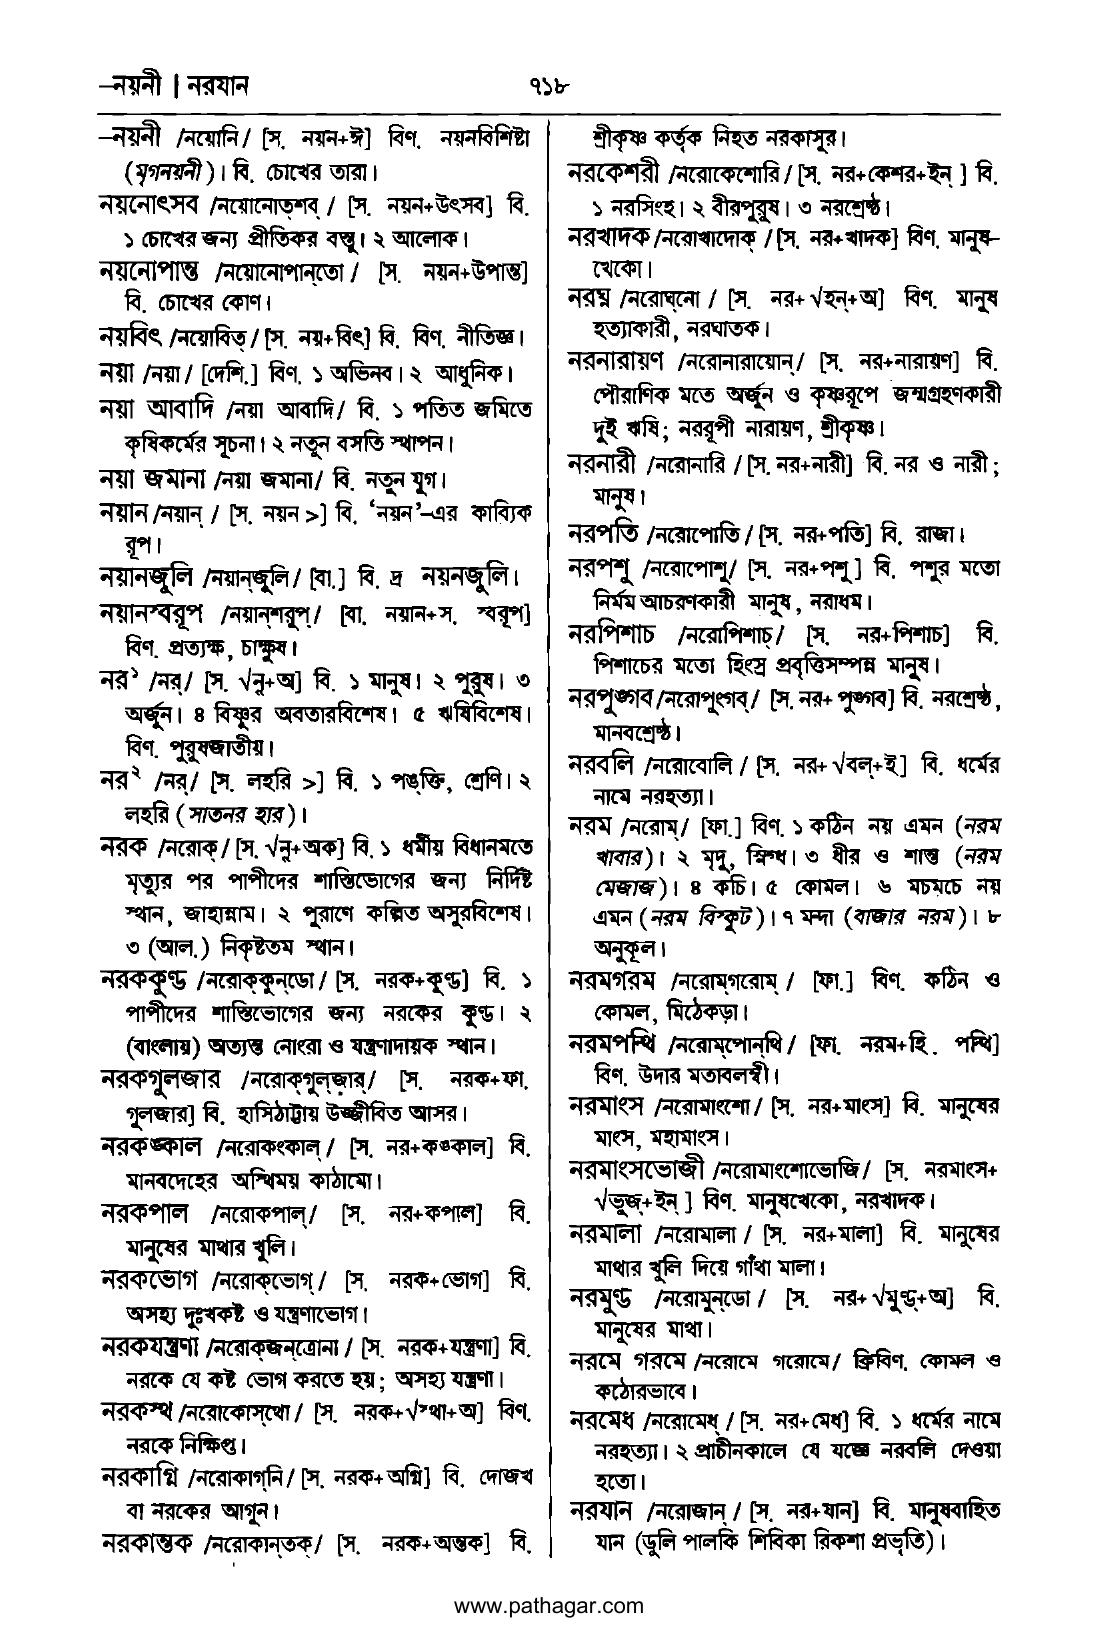 –নয়নী | নরযান ৭১৮
–নয়নী /নয়োনি/ [স. নয়ন+ঈ] বিণ. নয়নবিশিষ্টা
(মৃগনয়নী)। বি. চোখের তারা।
নয়নোৎসব /নয়োনোত্‌শব্‌ / [স. নয়ন+উৎসব] বি.
১ চোখের জন্য প্রীতিকর বস্তু। ২ আলোক।
নয়নোপান্ত /নয়োনোপান্‌তো / [স. নয়ন+উপান্ত]
বি. চোখের কোণ।
নয়বিৎ /নয়োবিত্‌ / [স. নয়+বিৎ] বি. বিণ. নীতিজ্ঞ।
নয়া /নয়া / [দেশি.] বিণ. ১ অভিনব। ২ আধুনিক।
নয়া আবাদি /নয়া আবাদি/ বি. ১ পতিত জমিতে
কৃষিকর্মের সূচনা। ২ নতুন বসতি স্থাপন।
নয়া জমানা /নয়া জমানা/ বি. নতুন যুগ।
নয়ান /নয়ান্‌ / [স. নয়ন >] বি. ‘নয়ন’–এর কাব্যিক
রূপ।
নয়ানজুলি /নয়ান্‌জুলি/ [বা.] বি. দ্র নয়নজুলি।
নয়ানস্বরূপ /নয়ান্‌শরূপ্‌/ [বা. নয়ান+স. স্বরূপ]
বিণ. প্রত্যক্ষ, চাক্ষুষ।
নর১ /নর্‌/ [স. √নৃ+অ] বি. ১ মানুষ। ২ পুরুষ। ৩
অর্জুন। ৪ বিষ্ণুর অবতারবিশেষ। ৫ ঋষিবিশেষ।
বিণ. পুরুষজাতীয়।
নর২ /নর্‌/ [স. লহরি >] বি. ১ পঙ্‌ক্তি, শ্রেণি। ২
লহরি (সাতনর হার)।
নরক /নরোক্‌/ [স. √নৃ+অক] বি. ১ ধর্মীয় বিধানমতে
মৃত্যুর পর পাপীদের শাস্তিভোগের জন্য নির্দিষ্ট
স্থান, জাহান্নাম। ২ পুরাণে কল্পিত অসুরবিশেষ।
৩ (আল.) নিকৃষ্টতম স্থান।
নরককুণ্ড /নরোক্‌কুন্‌ডো / [স. নরক+কুণ্ড] বি. ১
পাপীদের শাস্তিভোগের জন্য নরকের কুণ্ড। ২
(বাংলায়) অত্যন্ত নোংরা ও যন্ত্রণাদায়ক স্থান।
নরকগুলজার /নরোক্‌গুল্‌জার্‌/ [স. নরক+ফা.
গুলজার] বি. হাসিঠাট্টায় উজ্জীবিত আসর।
নরকঙ্কাল /নরোকংকাল্‌ / [স. নর+কঙ্কাল] বি.
মানবদেহের অস্থিময় কাঠামো।
নরকপাল /নরোকপাল্‌/ [স. নর+কপাল] বি.
মানুষের মাথার খুলি।
নরকভোগ /নরোক্‌ভোগ্‌/ [স. নরক+ভোগ] বি.
অসহ্য দুঃখকষ্ট ও যন্ত্রণাভোগ।
নরকযন্ত্রণা /নরোক্‌জন্‌ত্রোনা / [স. নরক+যন্ত্রণা] বি.
নরকে যে কষ্ট ভোগ করতে হয়; অসহ্য যন্ত্রণা।
নরকস্থ /নরোকোস্‌থো / [স. নরক+√স্থা+অ] বিণ.
নরকে নিক্ষিপ্ত।
নরকাগ্নি /নরোকাগ্‌নি/ [স. নরক+অগ্নি] বি. দোজখ
বা নরকের আগুন।
নরকান্তক /নরোকান্‌তক্‌/ [স. নরক+অন্তক] বি.
শ্রীকৃষ্ণ কর্তৃক নিহত নরকাসুর।
নরকেশরী /নরোকেশোরি / [স. নর+কেশর+ইন্‌ ] বি.
১ নরসিংহ। ২ বীরপুরুষ। ৩ নরশ্রেষ্ঠ।
নরখাদক /নরোখাদোক্‌ / [স. নর+খাদক] বিণ. মানুষ–
খেকো।
নরঘ্ন /নরোঘ্‌নো / [স. নর+ √হন্‌+অ] বিণ. মানুষ
হত্যাকারী, নরঘাতক।
নরনারায়ণ /নরোনারায়োন্‌/ [স. নর+নারায়ণ] বি.
পৌরাণিক মতে অর্জুন ও কৃষ্ণরূপে জন্মগ্রহণকারী
দুই ঋষি; নররূপী নারায়ণ, শ্রীকৃষ্ণ।
নরনারী /নরোনারি / [স. নর+নারী] বি. নর ও নারী;
মানুষ।
নরপতি /নরোপোতি / [স. নর+পতি] বি. রাজা।
নরপশু /নরোপোশু/ [স. নর+পশু ] বি. পশুর মতো
নির্মম আচরণকারী মানুষ, নরাধম।
নরপিশাচ /নরোপিশাচ্‌/ [স. নর+পিশাচ] বি.
পিশাচের মতো হিংস্র প্রবৃত্তিসম্পন্ন মানুষ।
নরপুঙ্গব /নরোপুংগব্‌/ [স. নর+ পুঙ্গব] বি. নরশ্রেষ্ঠ,
মানবশ্রেষ্ঠ।
নরবলি /নরোবোলি / [স. নর+ √বল্‌+ই] বি. ধর্মের
নামে নরহত্যা।
নরম /নরোম্‌/ [ফা.] বিণ. ১ কঠিন নয় এমন (নরম
খাবার)। ২ মৃদু, স্নিগ্ধ। ৩ ধীর ও শান্ত (নরম
মেজাজ)। ৪ কচি। ৫ কোমল। ৬ মচমচে নয়
এমন (নরম বিস্কুট)। ৭ মন্দা (বাজার নরম)। ৮
অনুকূল।
নরমগরম /নরোম্‌গরোম্‌ / [ফা.] বিণ. কঠিন ও
কোমল, মিঠেকড়া।
নরমপন্থি /নরোম্‌পোন্‌থি / [ফা. নরম+হি. পন্থি]
বিণ. উদার মতাবলম্বী।
নরমাংস /নরোমাংশো / [স. নর+মাংস] বি. মানুষের
মাংস, মহামাংস।
নরমাংসভোজী /নরোমাংশোভোজি/ [স. নরমাংস+
√ভুজ্‌+ইন্‌ ] বিণ. মানুষখেকো, নরখাদক।
নরমালা /নরোমালা / [স. নর+মালা] বি. মানুষের
মাথার খুলি দিয়ে গাঁথা মালা।
নরমুণ্ড /নরোমুন্‌ডো / [স. নর+ √মুণ্ড্‌+অ] বি.
মানুষের মাথা।
নরমে গরমে /নরোমে গরোমে/ ক্রিবিণ. কোমল ও
কঠোরভাবে।
নরমেধ /নরোমেধ্‌ / [স. নর+মেধ] বি. ১ ধর্মের নামে
নরহত্যা। ২ প্রাচীনকালে যে যজ্ঞে নরবলি দেওয়া
হতো।
নরযান /নরোজান্‌ / [স. নর+যান] বি. মানুষবাহিত
যান (ডুলি পালকি শিবিকা রিকশা প্রভৃতি)।
www.pathagar.com